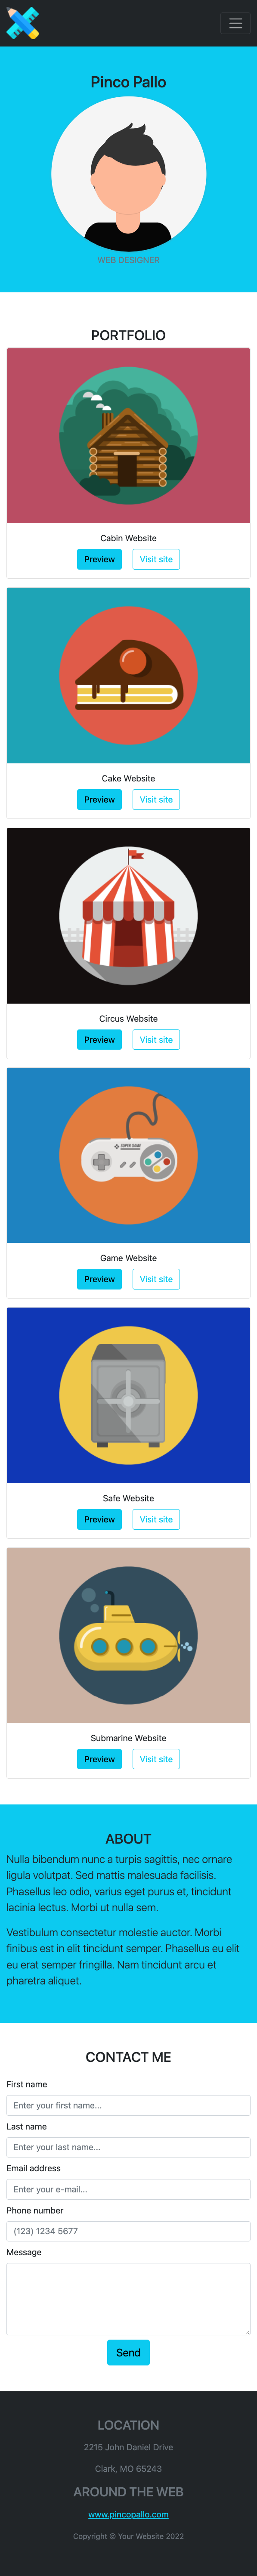 Pinco Pallo
WEB DESIGNER
PORTFOLIO
Cabin Website
Preview Visit site
Cake Website
Preview Visit site
Circus Website
Preview Visit site
SUPER GAME
Game Website
Preview Visit site
Safe Website
Preview Visit site
Submarine Website
Preview Visit site
ABOUT
Nulla bibendum nunc a turpis sagittis, nec ornare
ligula volutpat. Sed mattis malesuada facilisis.
Phasellus leo odio, varius eget purus et, tincidunt
lacinia lectus. Morbi ut nulla sem.
Vestibulum consectetur molestie auctor. Morbi
finibus est in elit tincidunt semper. Phasellus eu elit
eu erat semper fringilla. Nam tincidunt arcu et
pharetra aliquet.
CONTACT ME
First name
Enter your first name...
Last name
Enter your last name...
Email address
Enter your e-mail...
Phone number
(123) 1234 5677
Message
Send
LOCATION
2215 John Daniel Drive
Clark, MO 65243
AROUND THE WEB
www.pincopallo.com
Copyright © Your Website 2022